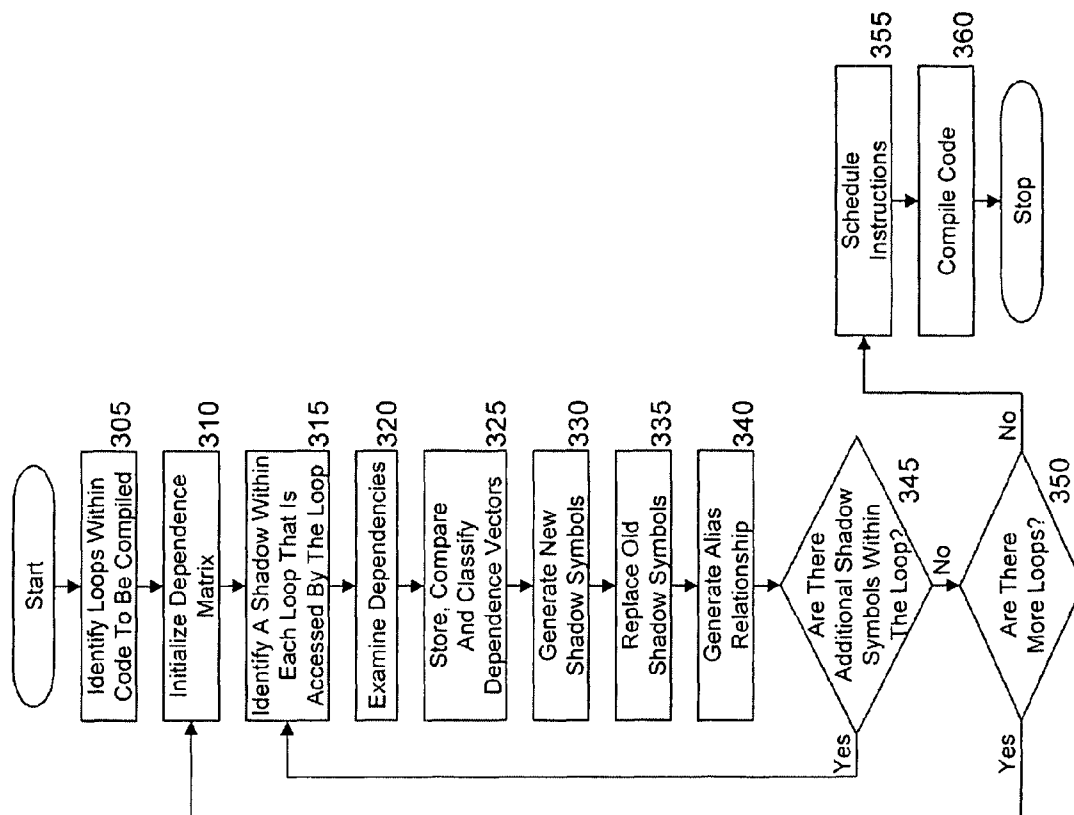 Start
Identify Loops Within
Code To Be Compiled
305
Initialize Dependence
Matrix
310
Identify A Shadow Within
Each Loop That Is
Accessed By The Loop
315
Examine Dependencies
320
Store, Compare
And Classify
Dependence Vectors
325
Generate New
Shadow Symbols
330
Replace Old
Shadow Symbols
335
Generate Alias
Relationship
340
Are There
Additional Shadow
Symbols Within
The Loop?
345
Yes
No
Are There
More Loops?
350
Yes
No
Schedule
Instructions
355
Compile Code
360
Stop